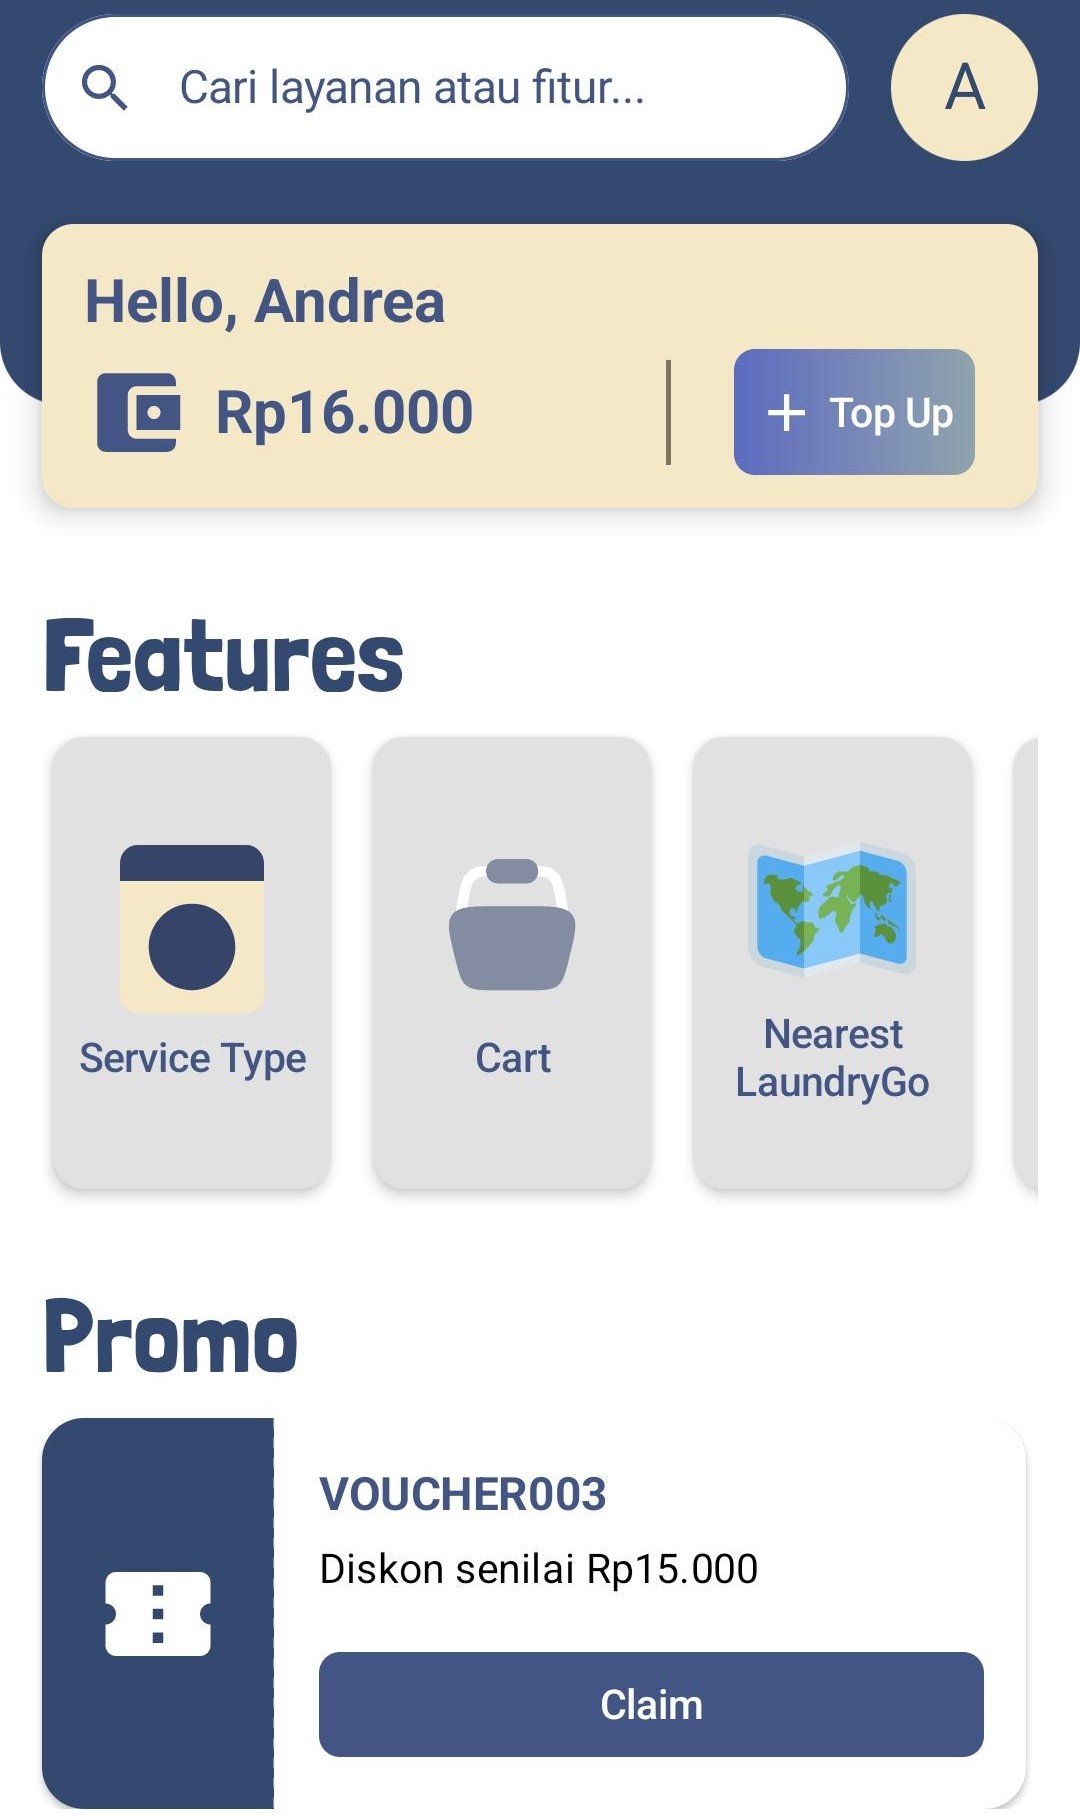 Cari layanan atau fitur...
A
Hello, Andrea
Rp16.000
+ Top Up
Features
Service Type
Cart
Nearest
LaundryGo
Promo
VOUCHER003
Diskon senilai Rp15.000
Claim